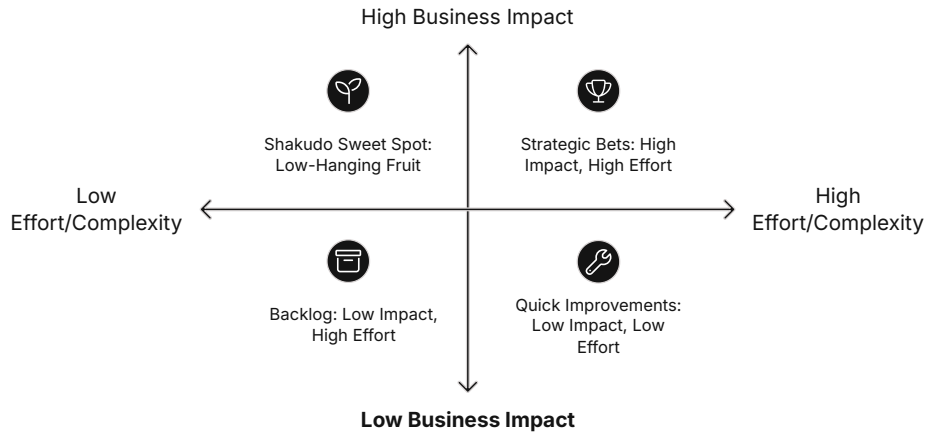 High Business Impact
Shakudo Sweet Spot:
Low-Hanging Fruit
Strategic Bets: High
Impact, High Effort
Low
Effort/Complexity
High
Effort/Complexity
Backlog: Low Impact,
High Effort
Quick Improvements:
Low Impact, Low
Effort
Low Business Impact